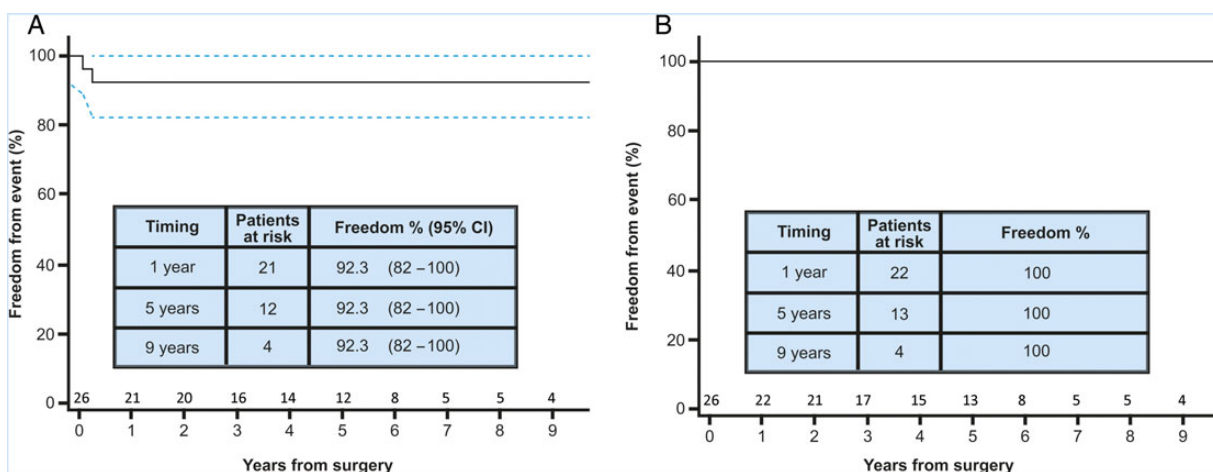 A
Freedom from event (%)
100
80
60
40
20
0
Timing Patients at risk Freedom % (95% CI)
1 year 21 92.3 (82 – 100)
5 years 12 92.3 (82 – 100)
9 years 4 92.3 (82 – 100)
26 21 20 16 14 12 8 5 5 4
0 1 2 3 4 5 6 7 8 9
Years from surgery
B
Freedom from event (%)
100
80
60
40
20
0
Timing Patients at risk Freedom %
1 year 22 100
5 years 13 100
9 years 4 100
26 22 21 17 15 13 8 5 5 4
0 1 2 3 4 5 6 7 8 9
Years from surgery